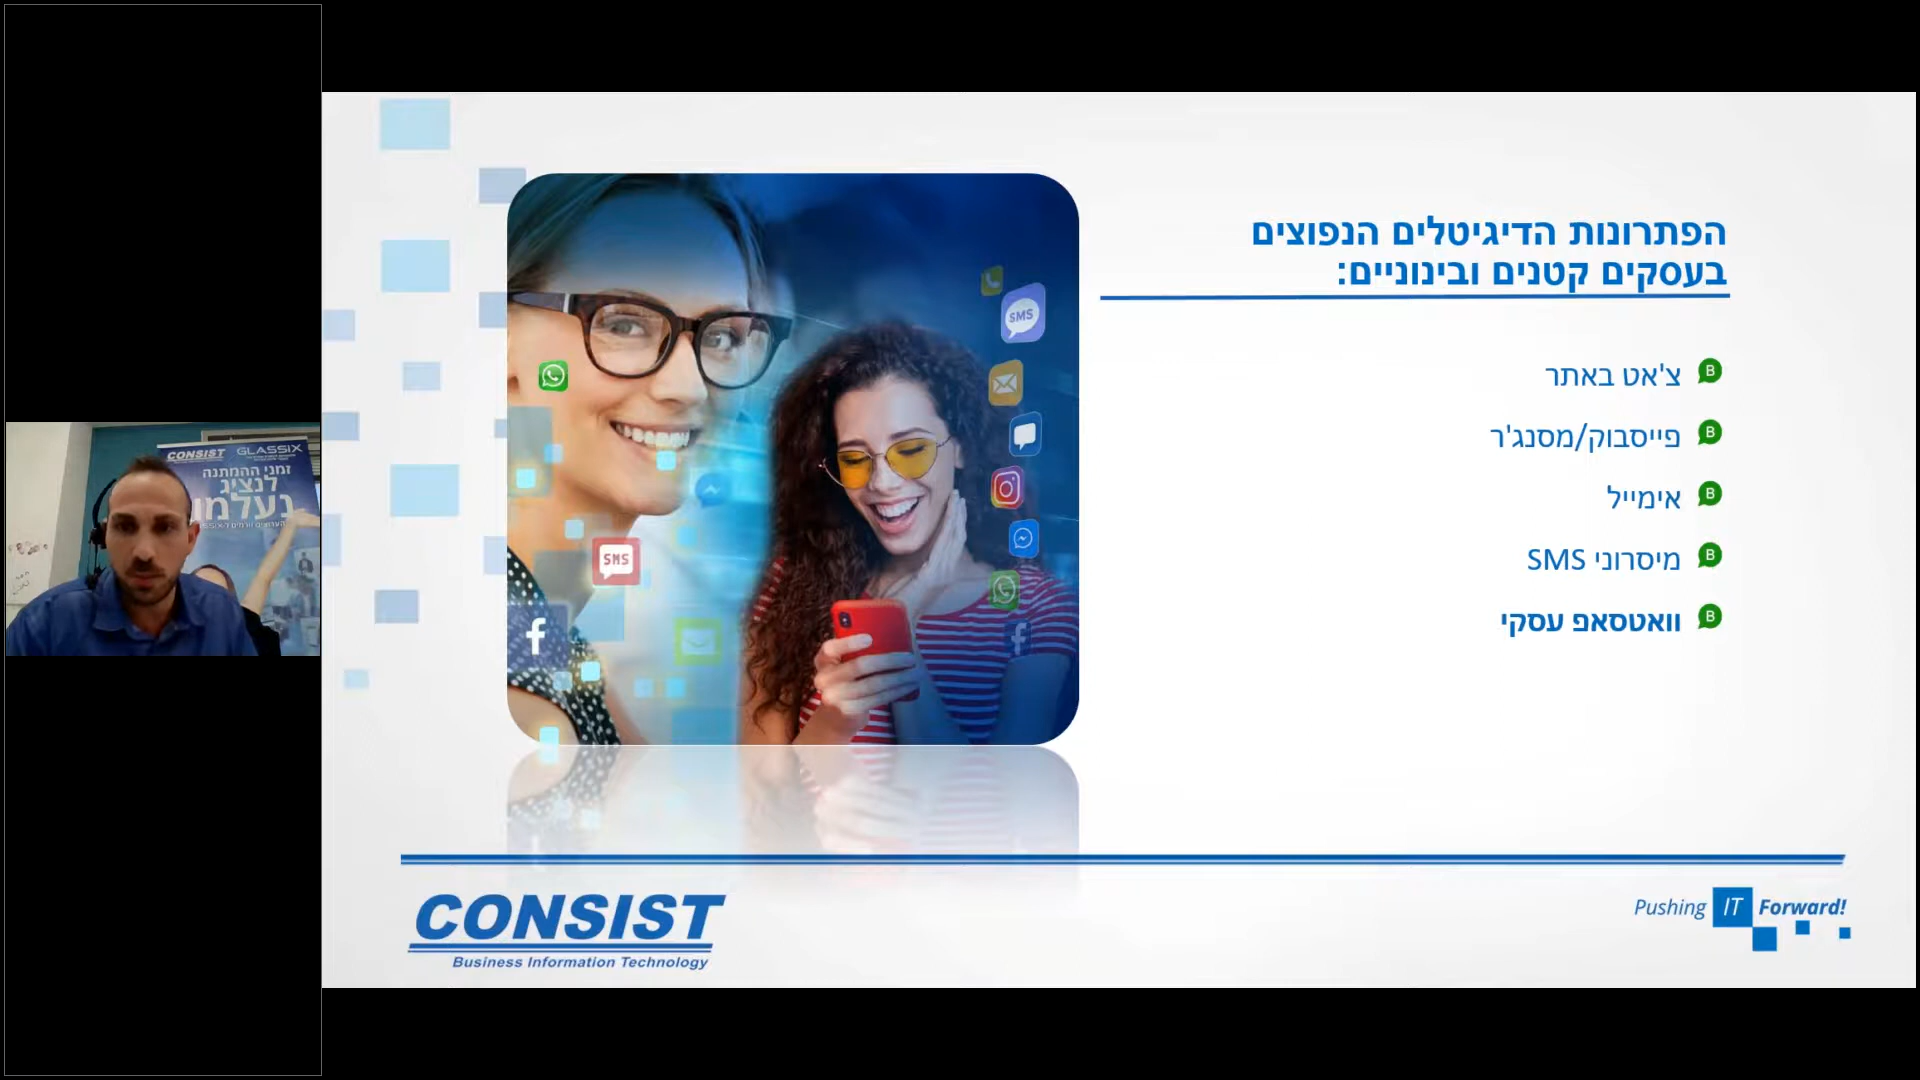 הפתרונות הדיגיטלים הנפוצים
בעסקים קטנים ובינוניים:
B צ'אט באתר
B פייסבוק/מסנג'ר
B אימייל
B מיסרוני SMS
B וואטסאפ עסקי
SMS
SMS
CONSIST
Business Information Technology
Pushing IT Forward!
CONSIST GLASSIX
זמני ההמתנה
לנציג
נעלמו